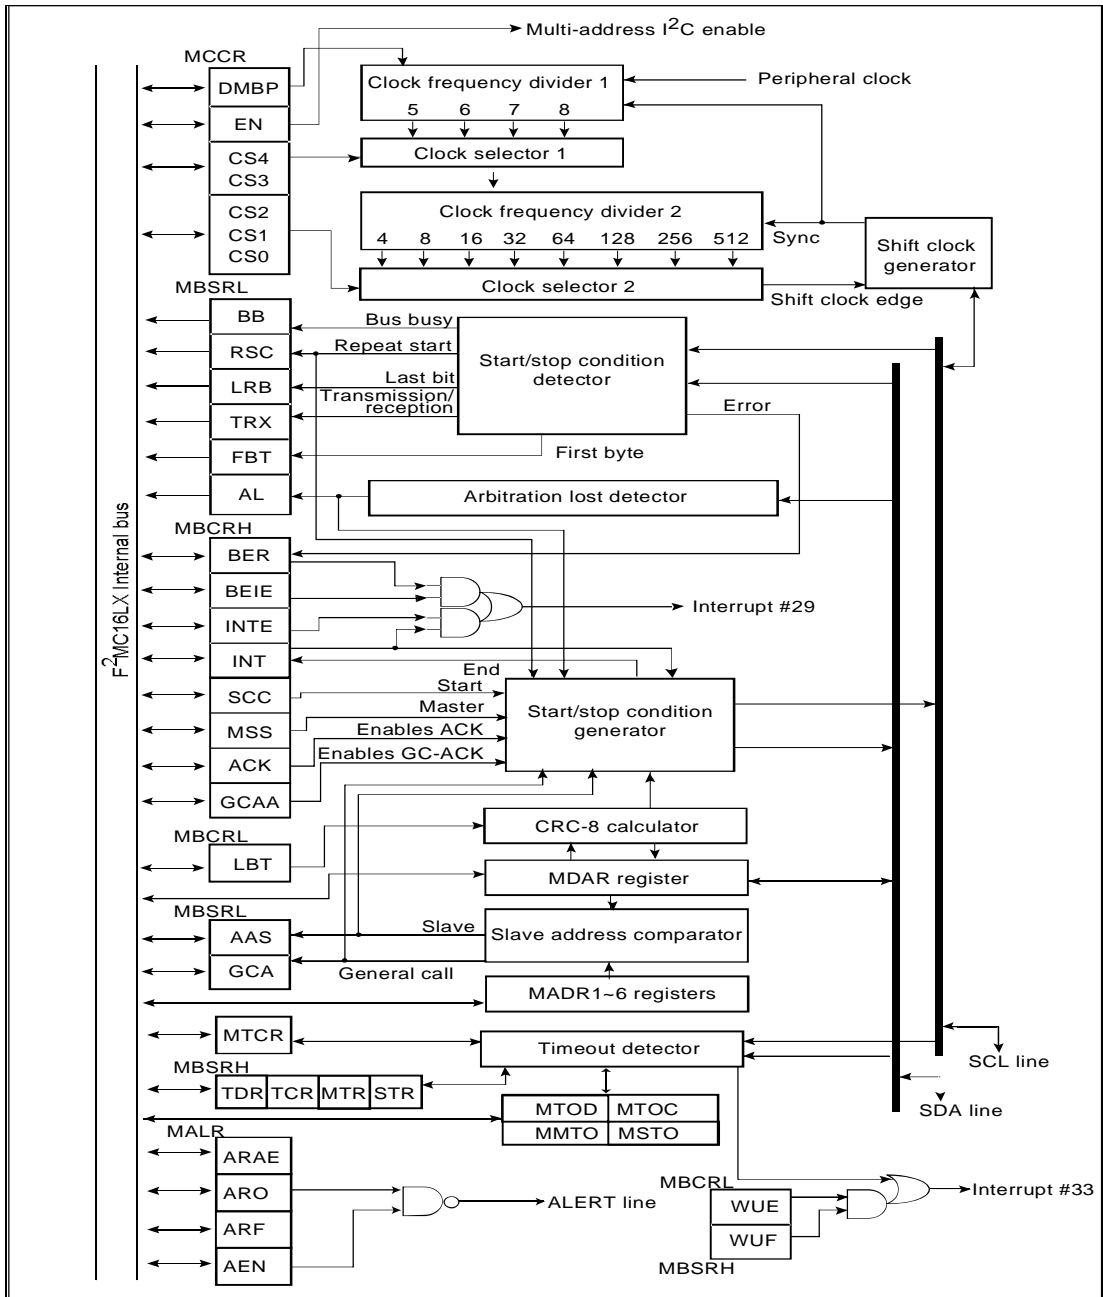 Multi-address I2C enable
MCCR
DMBP
EN
CS4
CS3
CS2
CS1
CS0
Clock frequency divider 1
5 6 7 8
Peripheral clock
Clock selector 1
Clock frequency divider 2
4 8 16 32 64 128 256 512
Sync
Shift clock
generator
Clock selector 2
Shift clock edge
MBSRL
BB
RSC
LRB
TRX
FBT
AL
Bus busy
Repeat start
Last bit
Transmission/
reception
Start/stop condition
detector
Error
First byte
Arbitration lost detector
F2MC16LX Internal bus
MBCRH
BER
BEIE
INTE
INT
SCC
MSS
ACK
GCAA
Interrupt #29
End
Start
Master
Enables ACK
Enables GC-ACK
Start/stop condition
generator
MBCRL
LBT
CRC-8 calculator
MDAR register
MBSRL
AAS
GCA
Slave
General call
Slave address comparator
MADR1~6 registers
MTCR
Timeout detector
SCL line
SDA line
MBSRH
TDR TCR MTR STR
MTOD MTOC
MMTO MSTO
MALR
ARAE
ARO
ARF
AEN
ALERT line
MBCRL
WUE
WUF
MBSRH
Interrupt #33